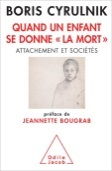 BORIS CYRULNIK
QUAND UN ENFANT
SE DONNE « LA MORT »
ATTACHEMENT ET SOCIÉTÉS
préface de
JEANNETTE BOUGRAB
Odile
Jacob